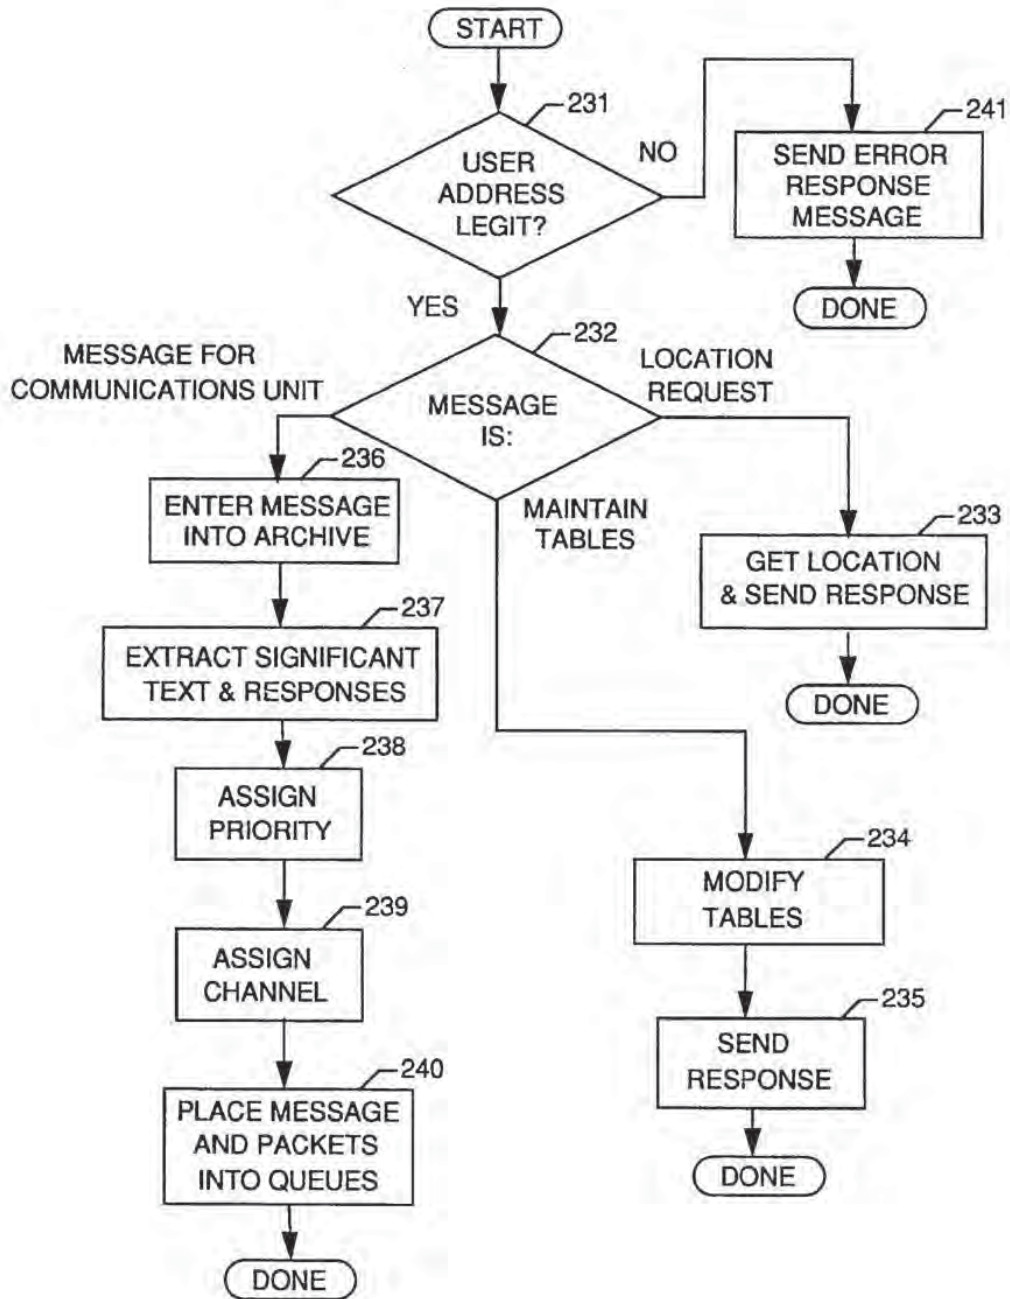 START
231
USER
ADDRESS
LEGIT?
NO
241
SEND ERROR
RESPONSE
MESSAGE
DONE
YES
232
MESSAGE
IS:
MESSAGE FOR
COMMUNICATIONS UNIT
LOCATION
REQUEST
MAINTAIN
TABLES
236
ENTER MESSAGE
INTO ARCHIVE
237
EXTRACT SIGNIFICANT
TEXT & RESPONSES
238
ASSIGN
PRIORITY
239
ASSIGN
CHANNEL
240
PLACE MESSAGE
AND PACKETS
INTO QUEUES
DONE
233
GET LOCATION
& SEND RESPONSE
DONE
234
MODIFY
TABLES
235
SEND
RESPONSE
DONE